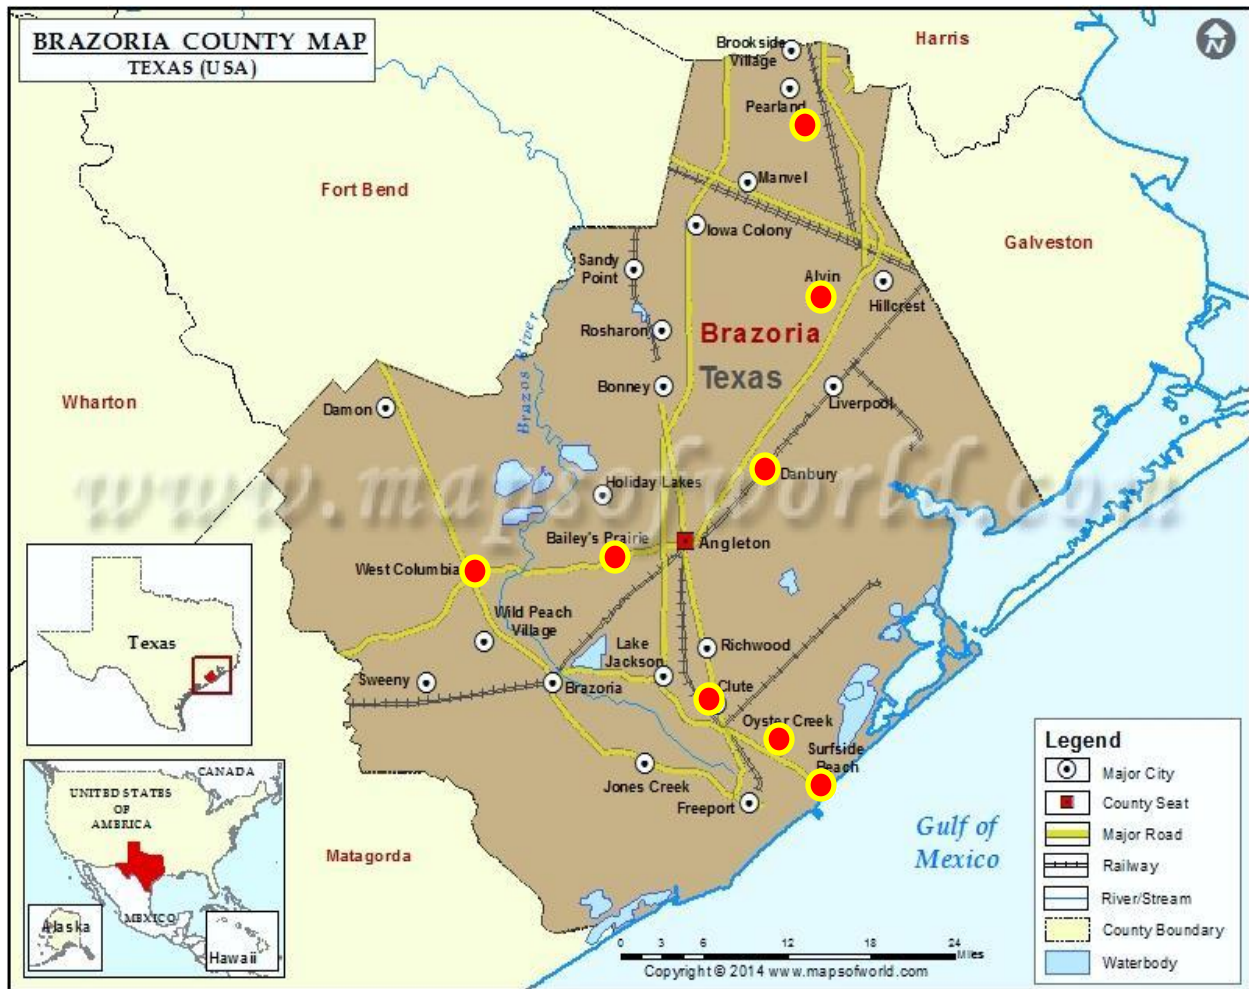 BRAZORIA COUNTY MAP
TEXAS (USA)
N
Harris
Brookside
Village
Pearland
Fort Bend
Manvel
Iowa Colony
Galveston
Sandy
Point
Alvin
Hillcrest
Rosharon
Brazoria
Texas
Brazos River
Bonney
Liverpool
Wharton
Damon
www.mapsofworld.com
Holiday Lakes
Danbury
Bailey's Prairie
Angleton
West Columbia
Wild Peach
Village
Lake
Jackson
Richwood
Sweeny
Brazoria
Clute
Oyster Creek
Surfside
Beach
Jones Creek
Freeport
Matagorda
Gulf of
Mexico
Texas
CANADA
UNITED STATES
OF
AMERICA
MEXICO
Alaska
Hawaii
Legend
Major City
County Seat
Major Road
Railway
River/Stream
County Boundary
Waterbody
0 3 6 12 18 24
Miles
Copyright © 2014 www.mapsofworld.com